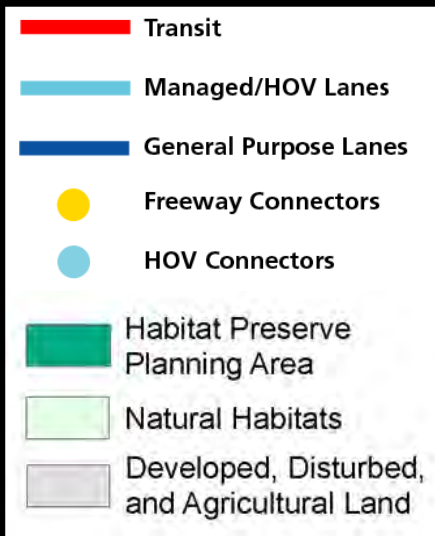 Transit
Managed/HOV Lanes
General Purpose Lanes
Freeway Connectors
HOV Connectors
Habitat Preserve
Planning Area
Natural Habitats
Developed, Disturbed,
and Agricultural Land